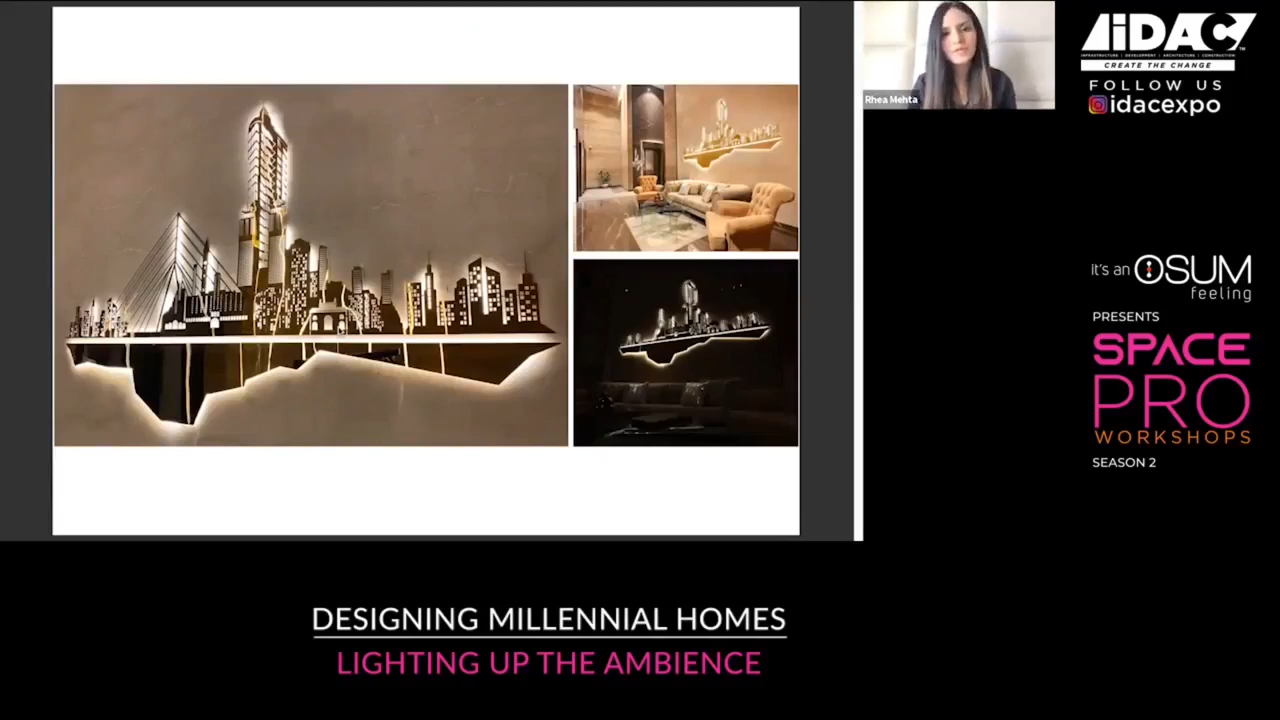 Rhea Mehta
IDAC
INFRASTRUCTURE | DEVELOPMENT | ARCHITECTURE | CONSTRUCTION
CREATE THE CHANGE
FOLLOW US
idacexpo
it's an OSUM
feeling
PRESENTS
SPACE
PRO
WORKSHOPS
SEASON 2
DESIGNING MILLENNIAL HOMES
LIGHTING UP THE AMBIENCE